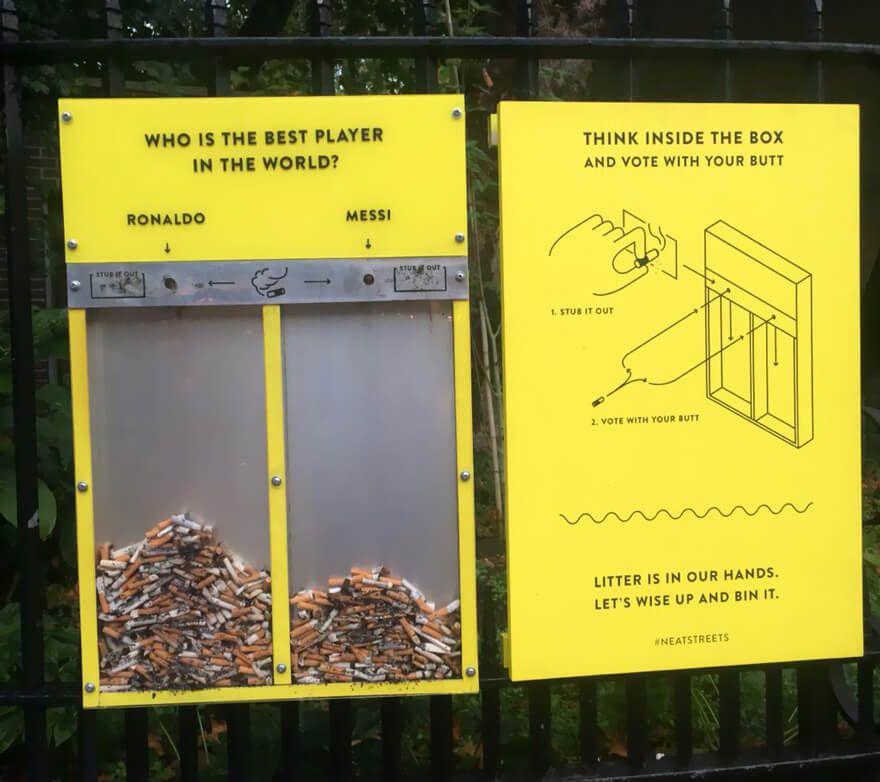 WHO IS THE BEST PLAYER
IN THE WORLD?
RONALDO
MESSI
STUB IT OUT
STUB IT OUT
THINK INSIDE THE BOX
AND VOTE WITH YOUR BUTT
1. STUB IT OUT
2. VOTE WITH YOUR BUTT
LITTER IS IN OUR HANDS.
LET'S WISE UP AND BIN IT.
#NEATSTREETS